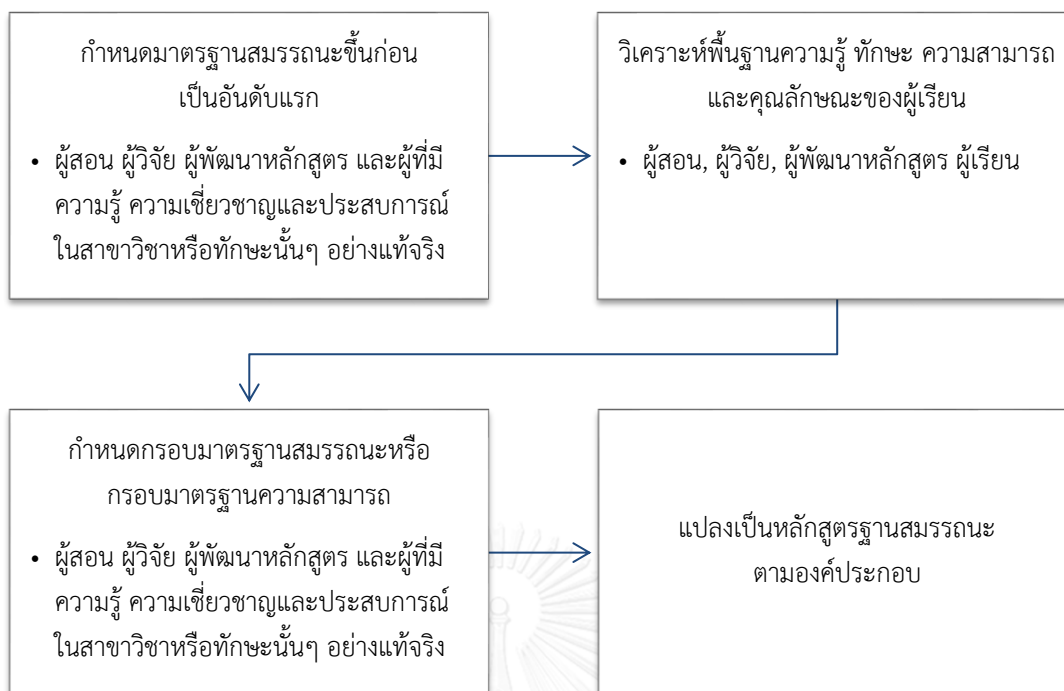 กำหนดมาตรฐานสมรรถนะขึ้นก่อน
เป็นอันดับแรก
• ผู้สอน ผู้วิจัย ผู้พัฒนาหลักสูตร และผู้ที่มี
ความรู้ ความเชี่ยวชาญและประสบการณ์
ในสาขาวิชาหรือทักษะนั้นๆ อย่างแท้จริง
วิเคราะห์พื้นฐานความรู้ ทักษะ ความสามารถ
และคุณลักษณะของผู้เรียน
• ผู้สอน, ผู้วิจัย, ผู้พัฒนาหลักสูตร ผู้เรียน
กำหนดกรอบมาตรฐานสมรรถนะหรือ
กรอบมาตรฐานความสามารถ
• ผู้สอน ผู้วิจัย ผู้พัฒนาหลักสูตร และผู้ที่มี
ความรู้ ความเชี่ยวชาญและประสบการณ์
ในสาขาวิชาหรือทักษะนั้นๆ อย่างแท้จริง
แปลงเป็นหลักสูตรฐานสมรรถนะ
ตามองค์ประกอบ